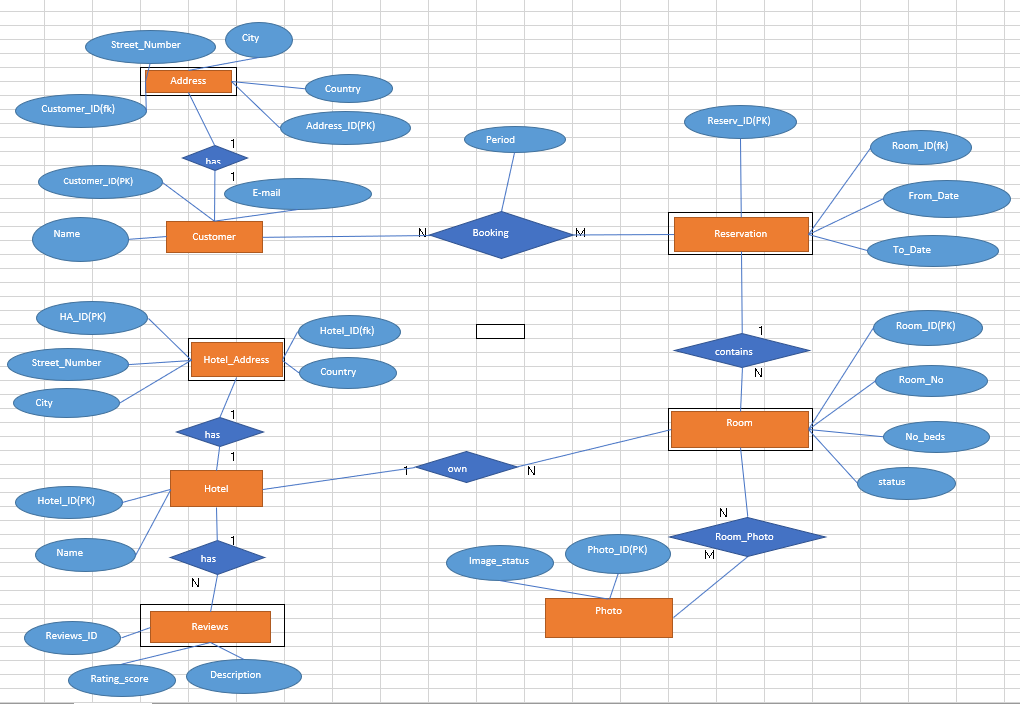 City
Street_Number
Address
Country
Customer_ID(fk)
Address_ID(PK)
Reserv_ID(PK)
Period
1
Room_ID(fk)
has
1
Customer_ID(PK)
E-mail
From_Date
Name
Customer
N
Booking
M
Reservation
To_Date
HA_ID(PK)
Hotel_ID(fk)
Room_ID(PK)
1
Street_Number
Hotel_Address
contains
Country
N
Room_No
City
1
Room
has
No_beds
1
1
own
N
Hotel
status
Hotel_ID(PK)
N
1
Room_Photo
Name
has
Photo_ID(PK)
M
Image_status
N
Photo
Reviews
Reviews_ID
Rating_score
Description